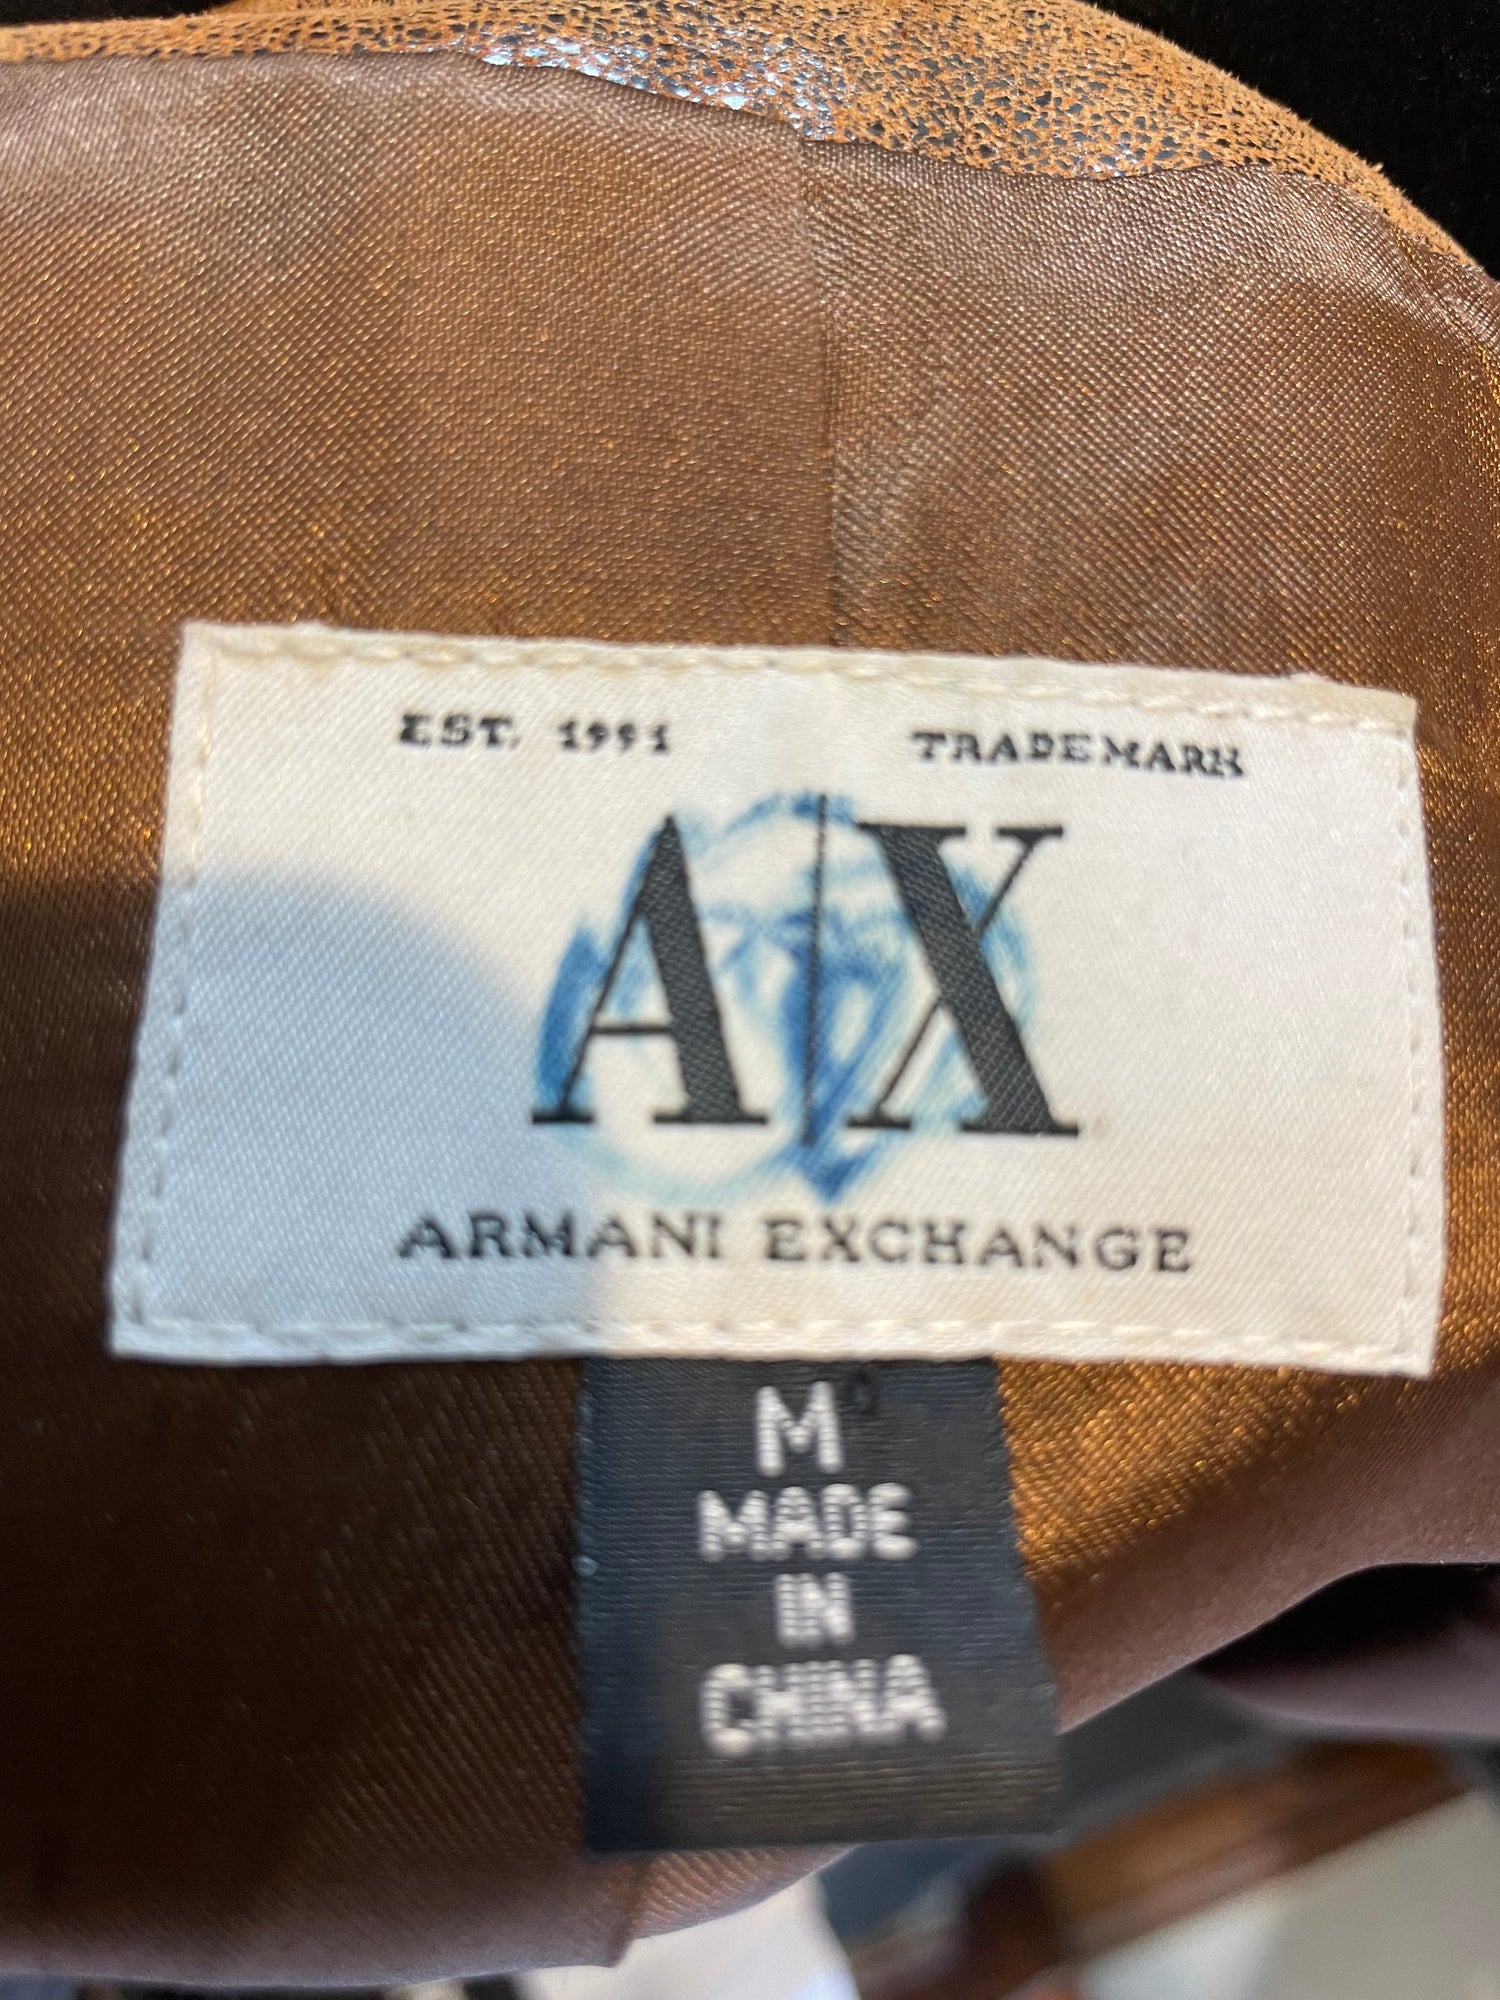 EST. 1991 TRADEMARK
A|X
ARMANI EXCHANGE
M
MADE
IN
CHINA